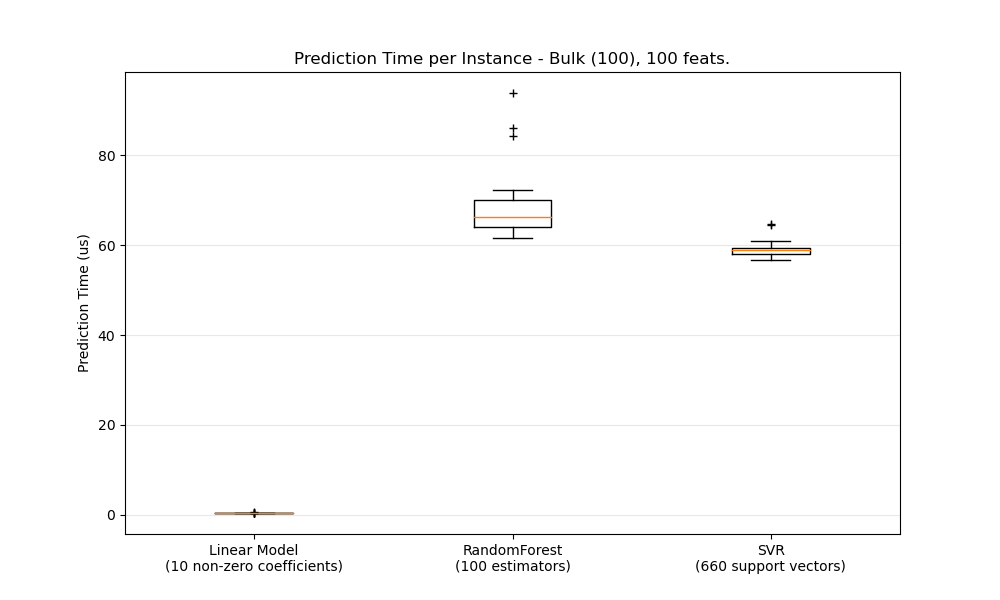 Prediction Time per Instance - Bulk (100), 100 feats.
Prediction Time (us)
80
60
40
20
0
Linear Model
(10 non-zero coefficients)
RandomForest
(100 estimators)
SVR
(660 support vectors)